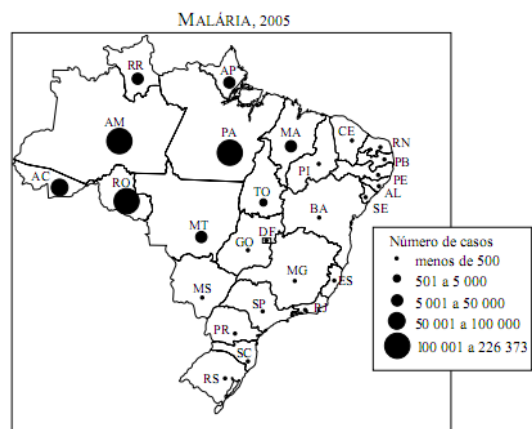 MALÁRIA, 2005
RR
AP
AM
PA
MA
CE
RN
PB
PE
AL
SE
PI
AC
RO
TO
BA
MT
DF
GO
MG
ES
MS
SP
RJ
PR
SC
RS
Número de casos
menos de 500
501 a 5 000
5 001 a 50 000
50 001 a 100 000
100 001 a 226 373